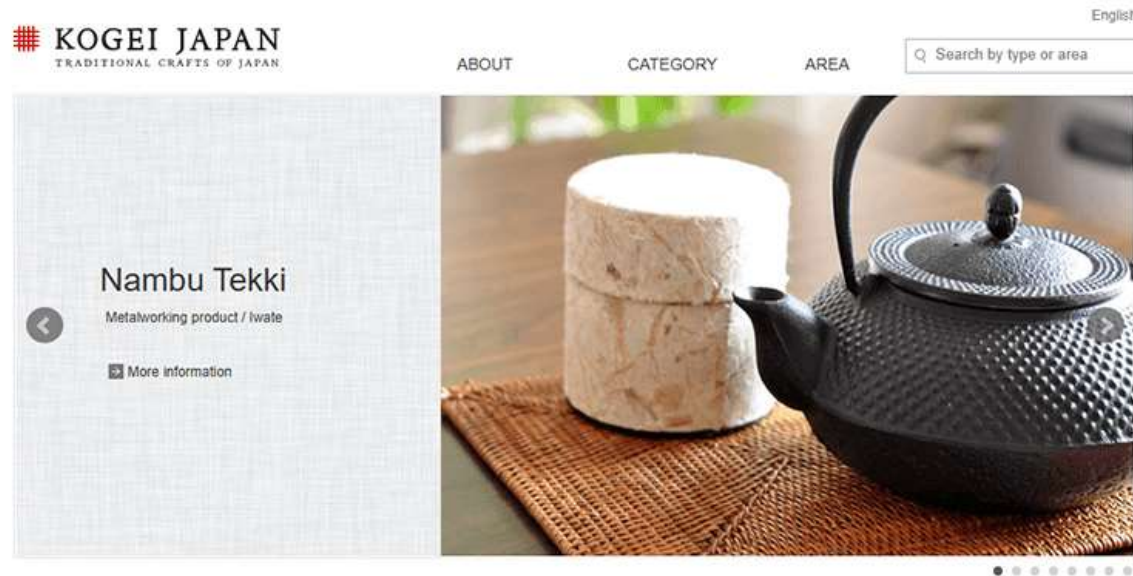 English
KOGEI JAPAN
TRADITIONAL CRAFTS OF JAPAN
ABOUT CATEGORY AREA
Search by type or area
Nambu Tekki
Metalworking product / Iwate
More information